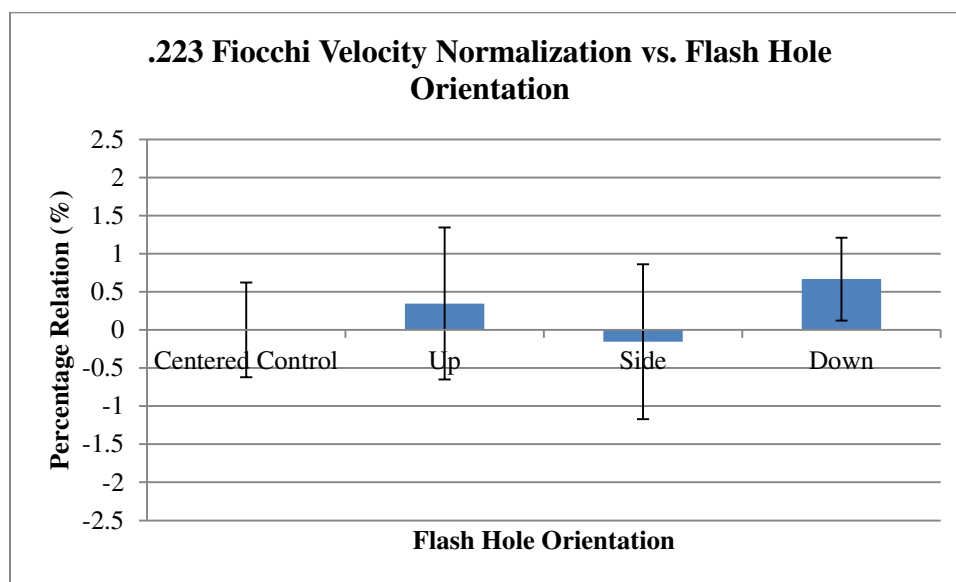 .223 Fiocchi Velocity Normalization vs. Flash Hole
Orientation
Percentage Relation (%)
2.5
2
1.5
1
0.5
0
-0.5
-1
-1.5
-2
-2.5
Centered Control Up Side Down
Flash Hole Orientation